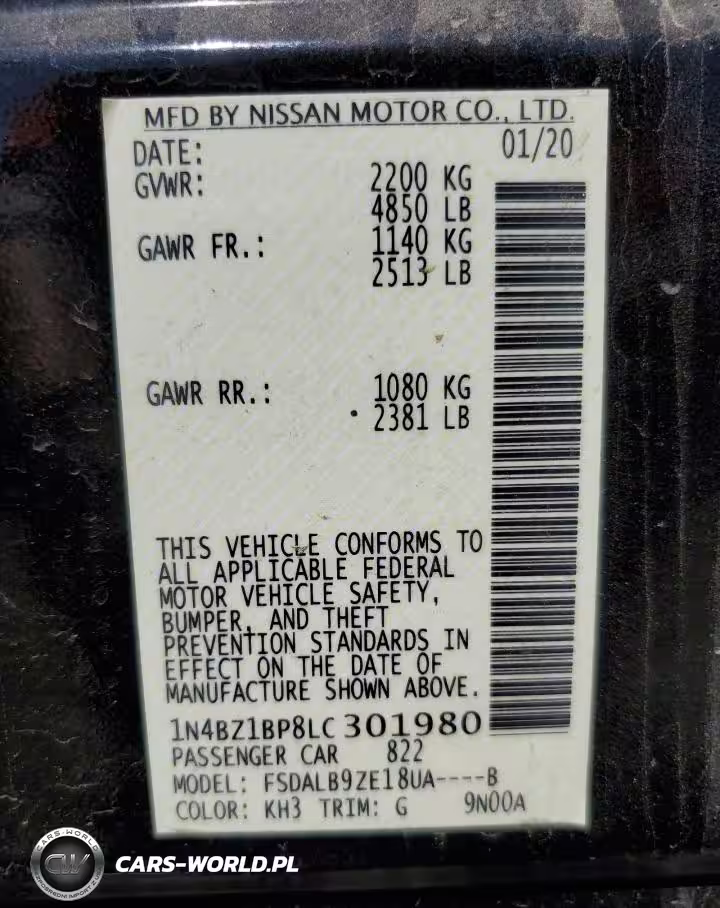 MFD BY NISSAN MOTOR CO., LTD.
DATE: 01/20
GVWR: 2200 KG
4850 LB
GAWR FR.: 1140 KG
2513 LB
GAWR RR.: 1080 KG
2381 LB
THIS VEHICLE CONFORMS TO
ALL APPLICABLE FEDERAL
MOTOR VEHICLE SAFETY,
BUMPER, AND THEFT
PREVENTION STANDARDS IN
EFFECT ON THE DATE OF
MANUFACTURE SHOWN ABOVE.
1N4BZ1BP8LC301980
PASSENGER CAR 822
MODEL: FSDALB9ZE18UA----B
COLOR: KH3 TRIM: G 9N00A
CARS-WORLD
CARS-WORLD.PL